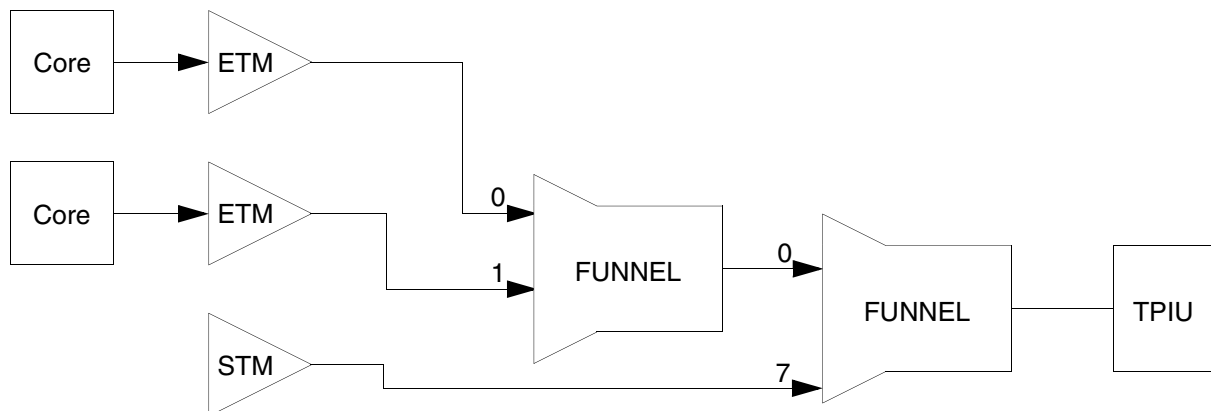 Core
ETM
Core
ETM
0
1
FUNNEL
0
FUNNEL
TPIU
STM
7